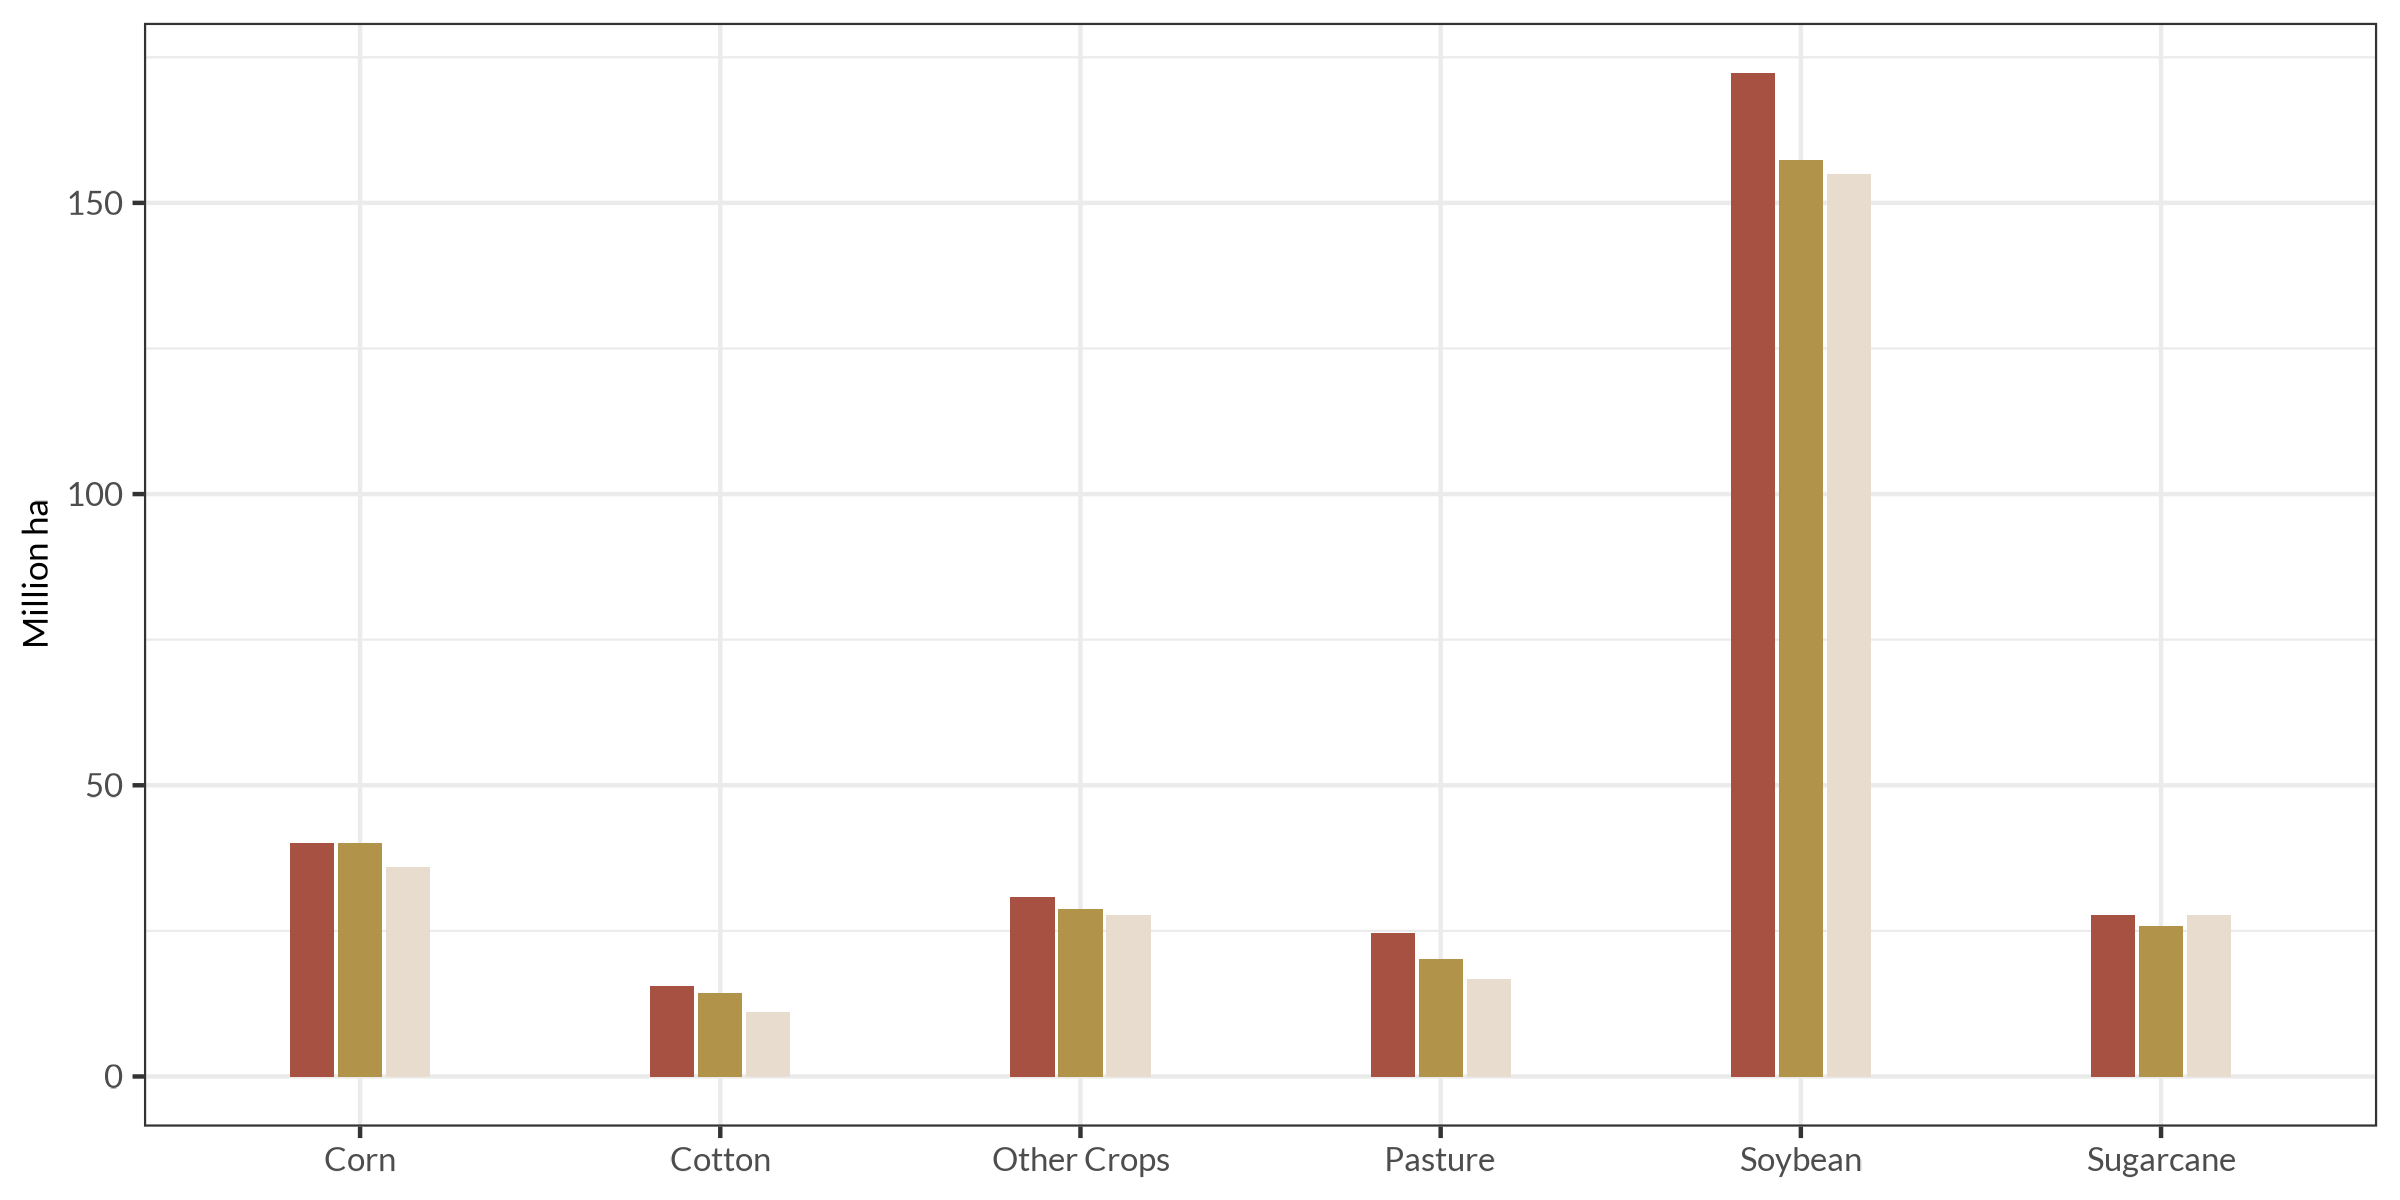 Million ha
150
100
50
0
Corn
Cotton
Other Crops
Pasture
Soybean
Sugarcane